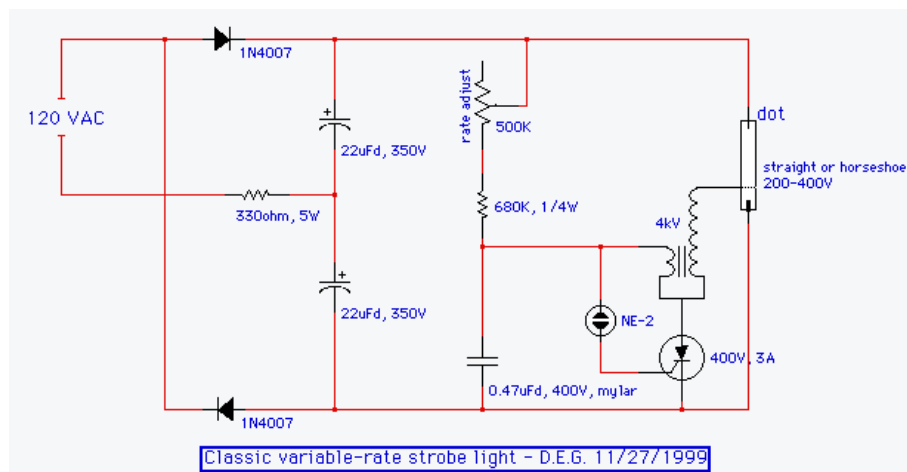 1N4007
120 VAC
rate adjust
500K
dot
22uFd, 350V
straight or horseshoe
200-400V
330ohm, 5W
680K, 1/4W
4kV
22uFd, 350V
NE-2
400V, 3A
0.47uFd, 400V, mylar
1N4007
Classic variable-rate strobe light - D.E.G. 11/27/1999